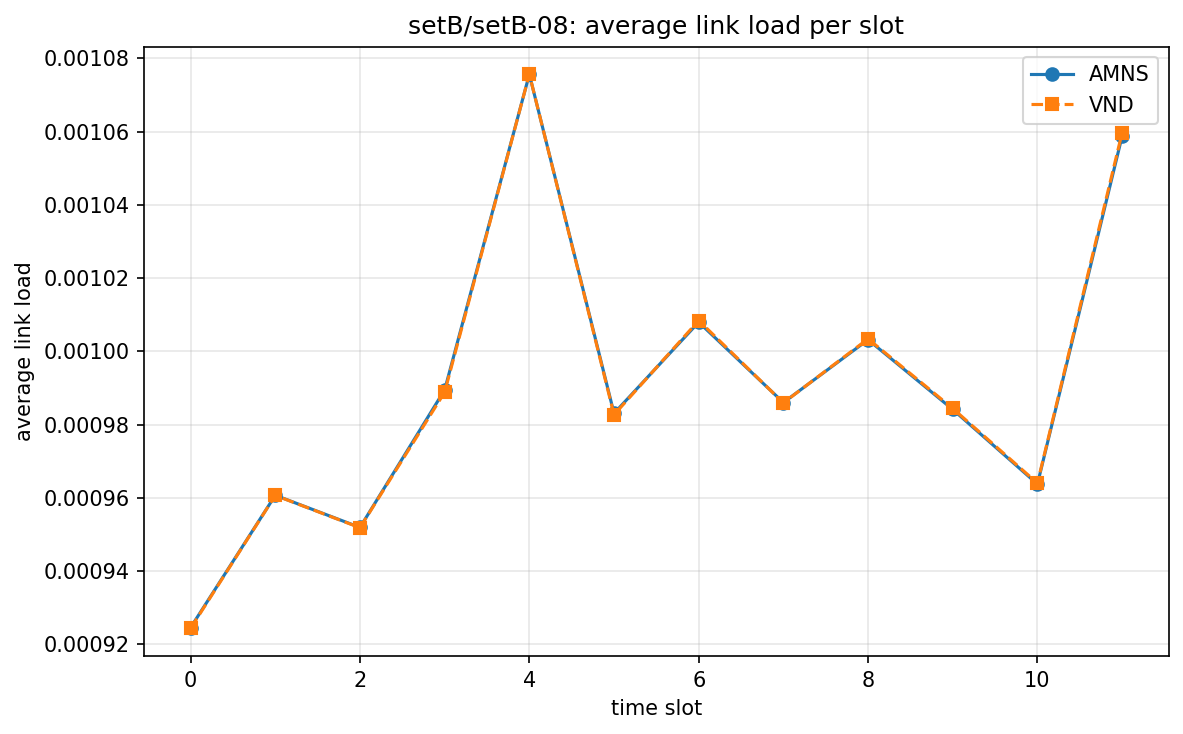 setB/setB-08: average link load per slot
AMNS
VND
average link load
0.00108
0.00106
0.00104
0.00102
0.00100
0.00098
0.00096
0.00094
0.00092
0 2 4 6 8 10
time slot